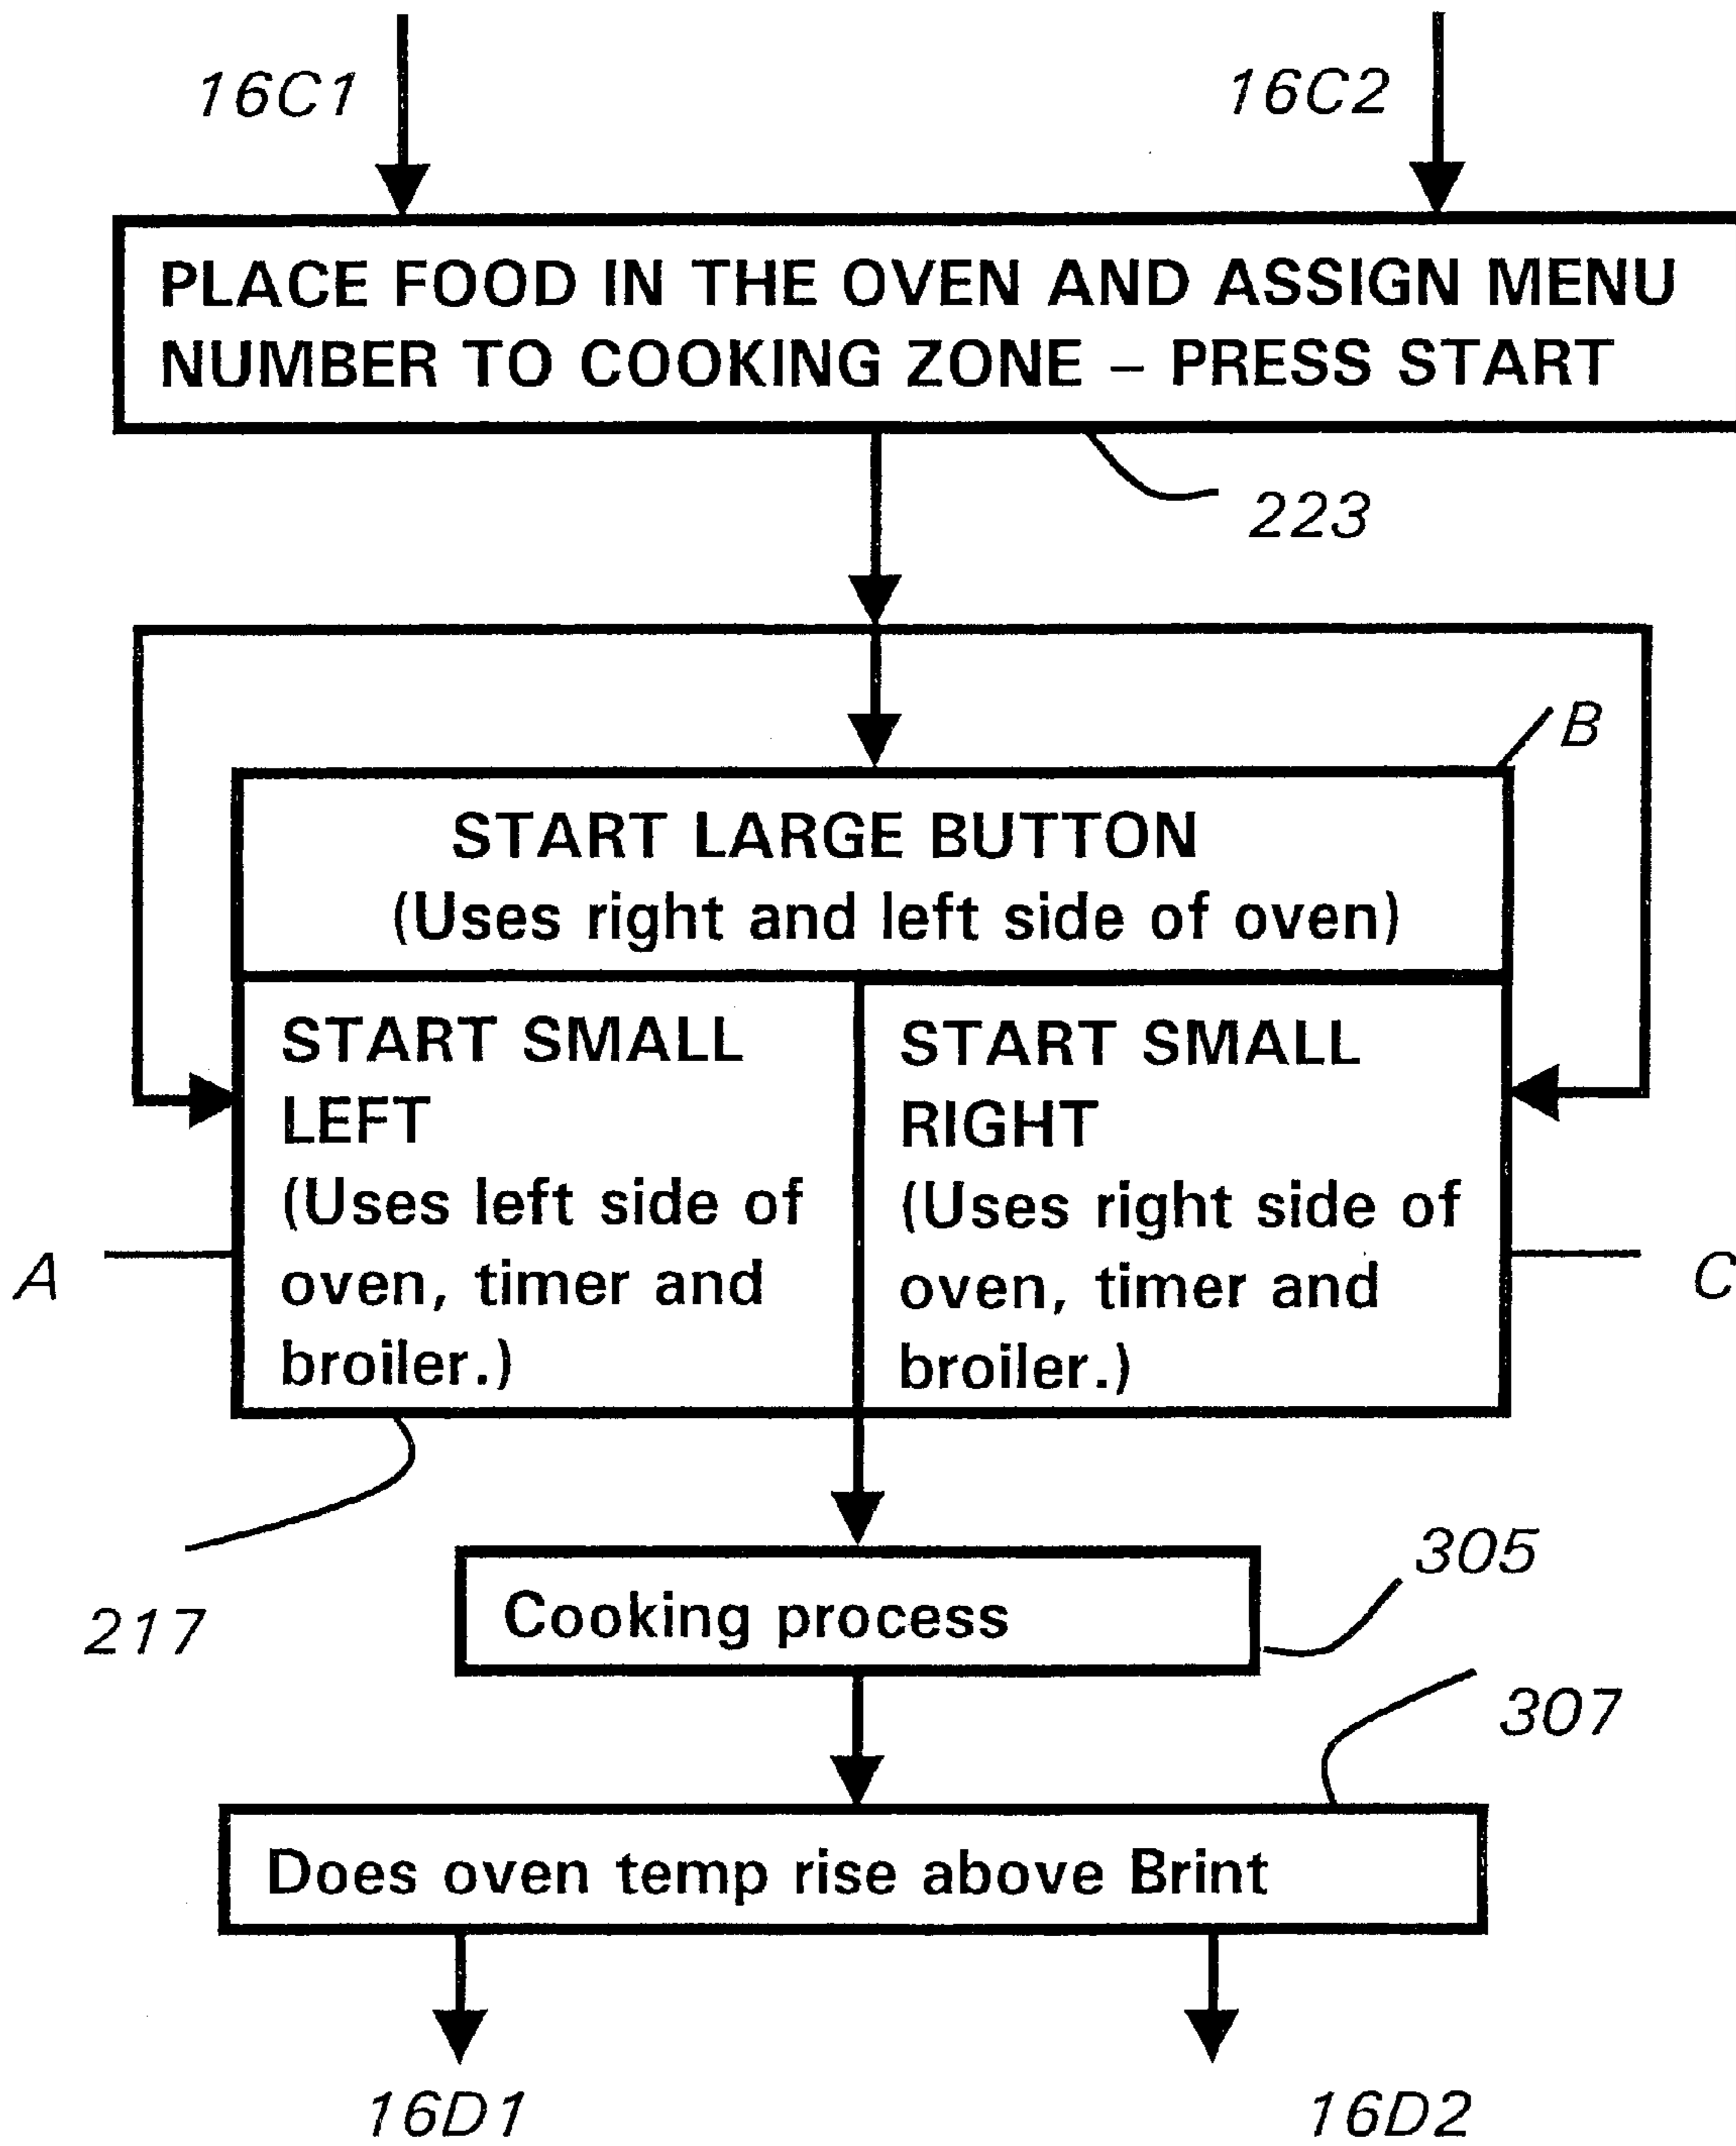 16C1
16C2
PLACE FOOD IN THE OVEN AND ASSIGN MENU
NUMBER TO COOKING ZONE – PRESS START
223
B
START LARGE BUTTON
(Uses right and left side of oven)
START SMALL
LEFT
(Uses left side of
oven, timer and
broiler.)
START SMALL
RIGHT
(Uses right side of
oven, timer and
broiler.)
A
C
217
Cooking process
305
307
Does oven temp rise above Brint
16D1
16D2